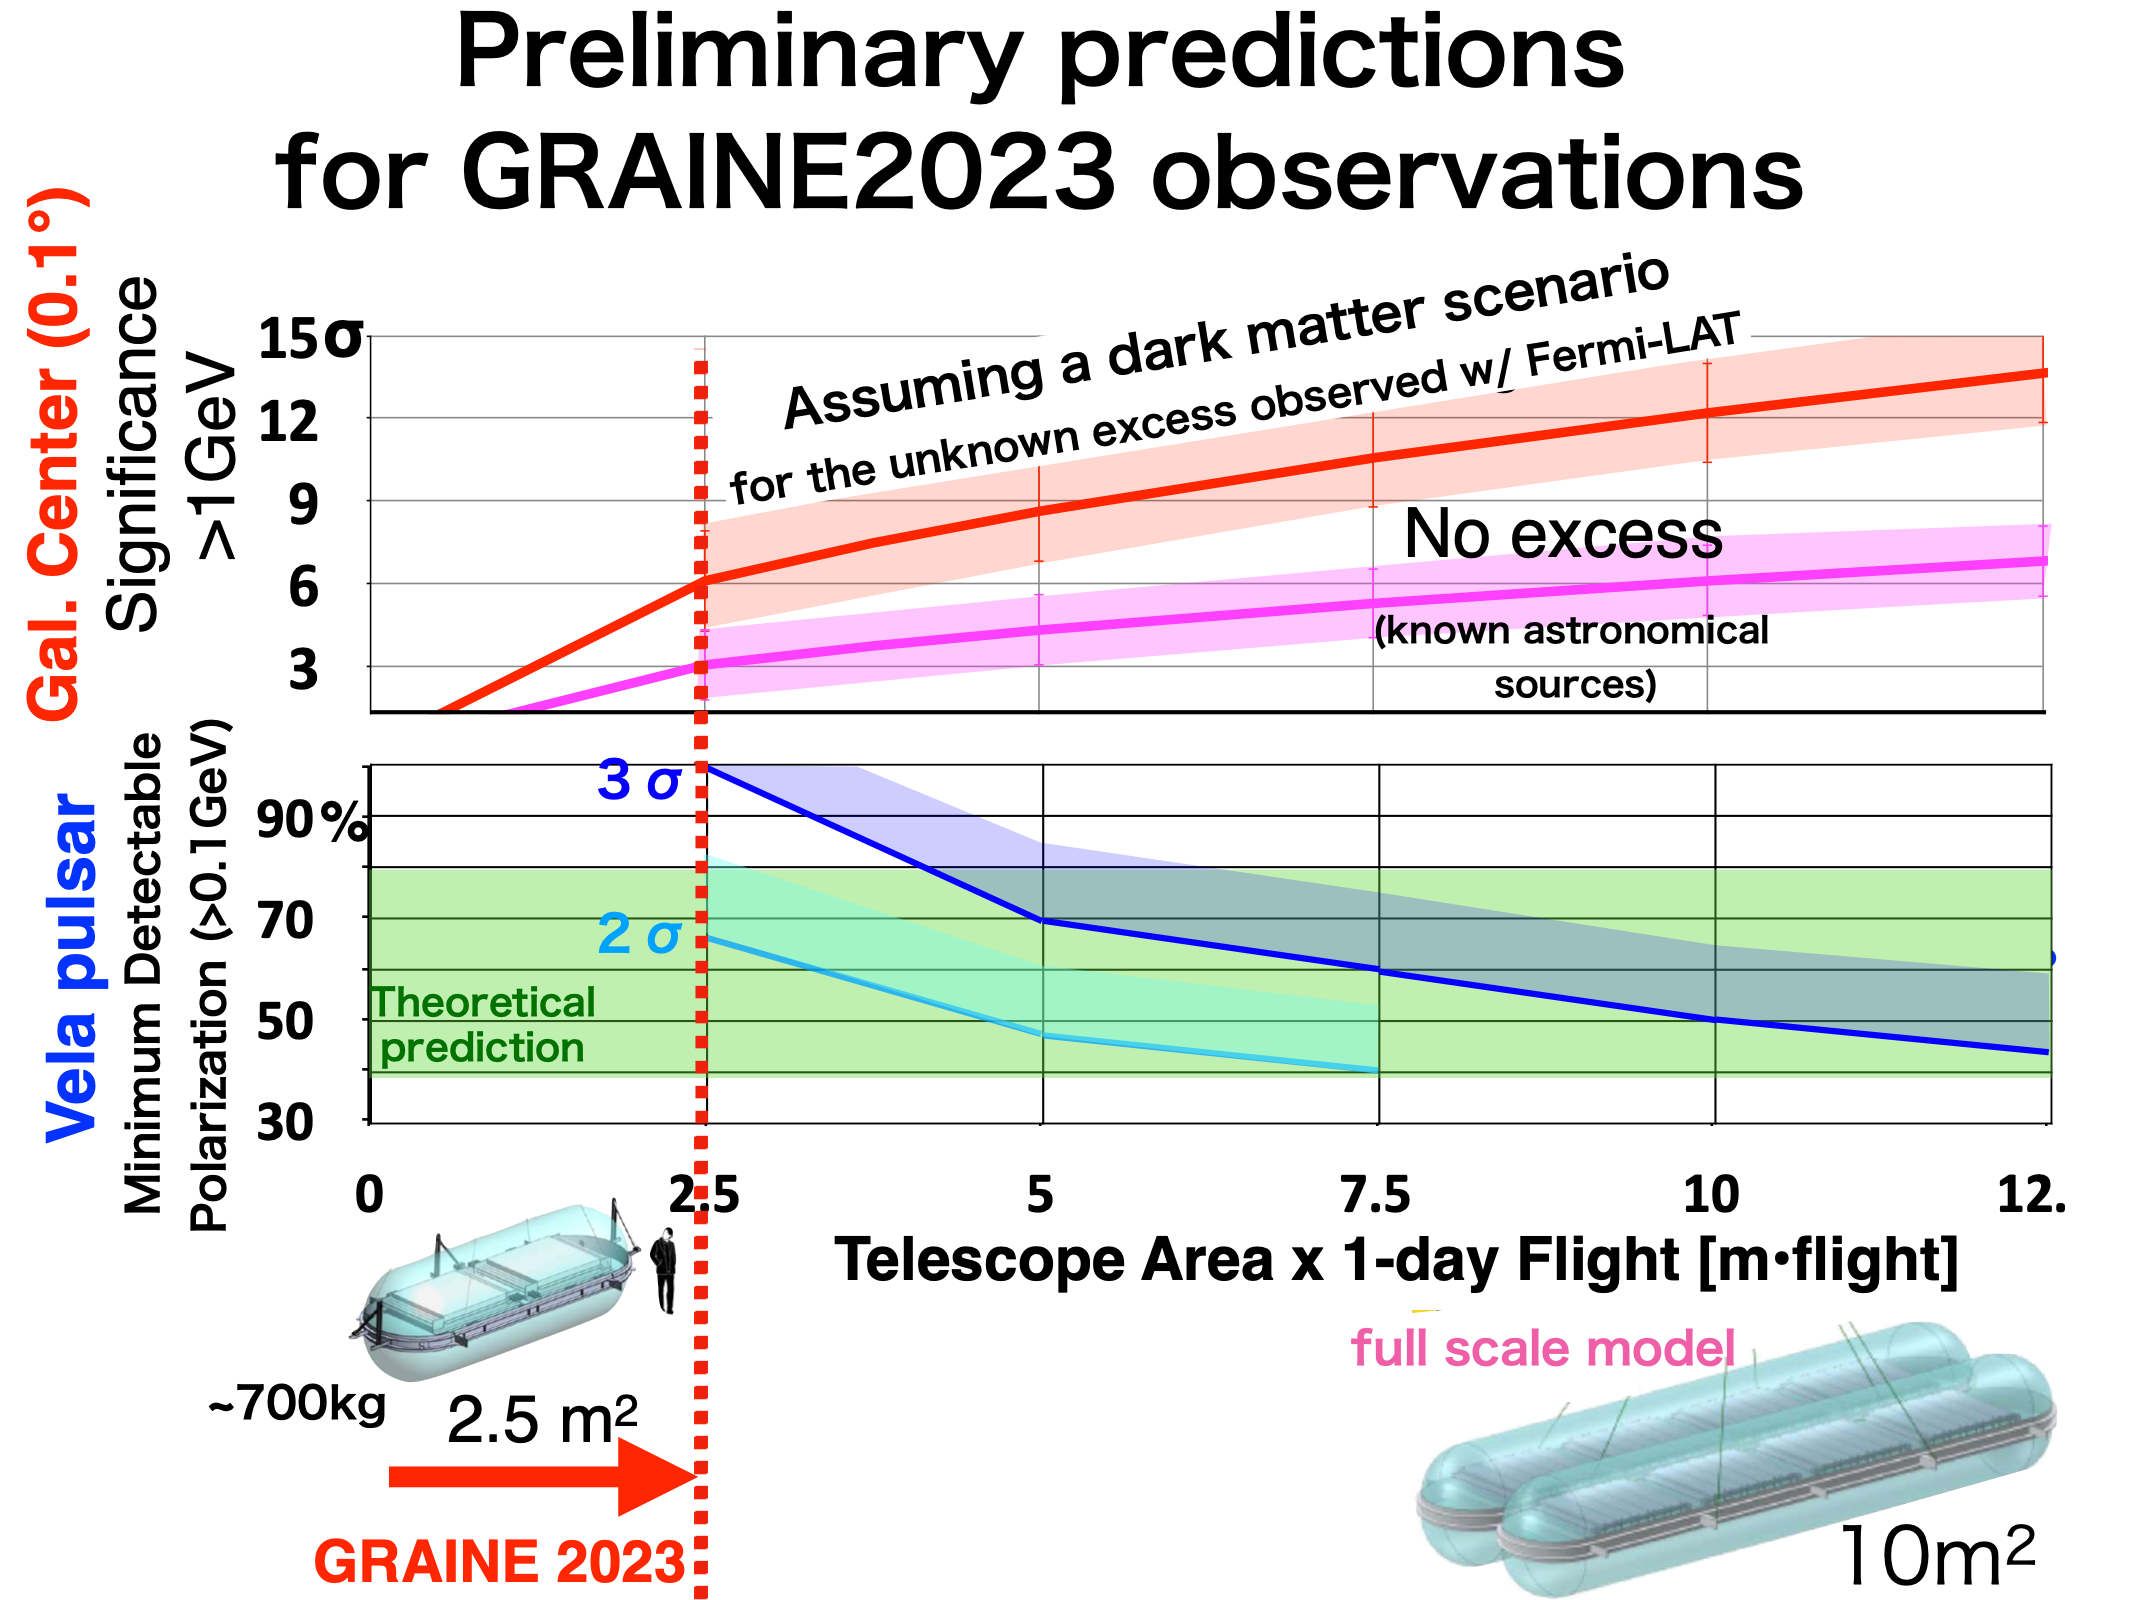 Preliminary predictions
for GRAINE2023 observations
Gal. Center (0.1°)
Significance
>1GeV
15σ
12
9
6
3
Assuming a dark matter scenario
for the unknown excess observed w/ Fermi-LAT
No excess
(known astronomical
sources)
Vela pulsar
Minimum Detectable
Polarization (>0.1GeV)
90%
70
50
30
3σ
2σ
Theoretical
prediction
0 2.5 5 7.5 10 12.
Telescope Area x 1-day Flight [m•flight]
~700kg
2.5 m²
GRAINE 2023
full scale model
10m²